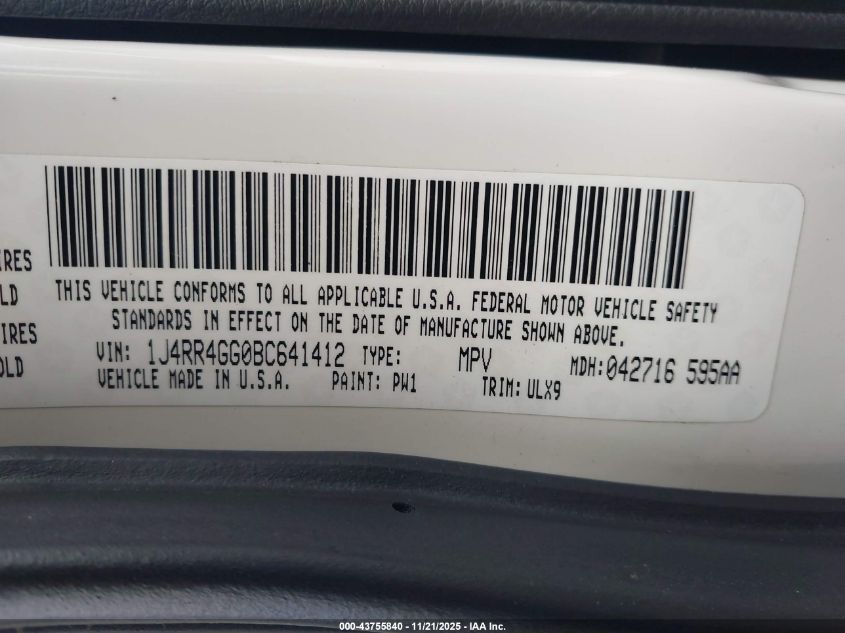 IRES
LD
IRES
OLD
THIS VEHICLE CONFORMS TO ALL APPLICABLE U.S.A. FEDERAL MOTOR VEHICLE SAFETY
STANDARDS IN EFFECT ON THE DATE OF MANUFACTURE SHOWN ABOVE.
VIN: 1J4RR4GG0BC641412 TYPE: MPV MDH:042716 595AA
VEHICLE MADE IN U.S.A. PAINT: PW1 TRIM:ULX9
000-43755840 - 11/21/2025 - IAA Inc.